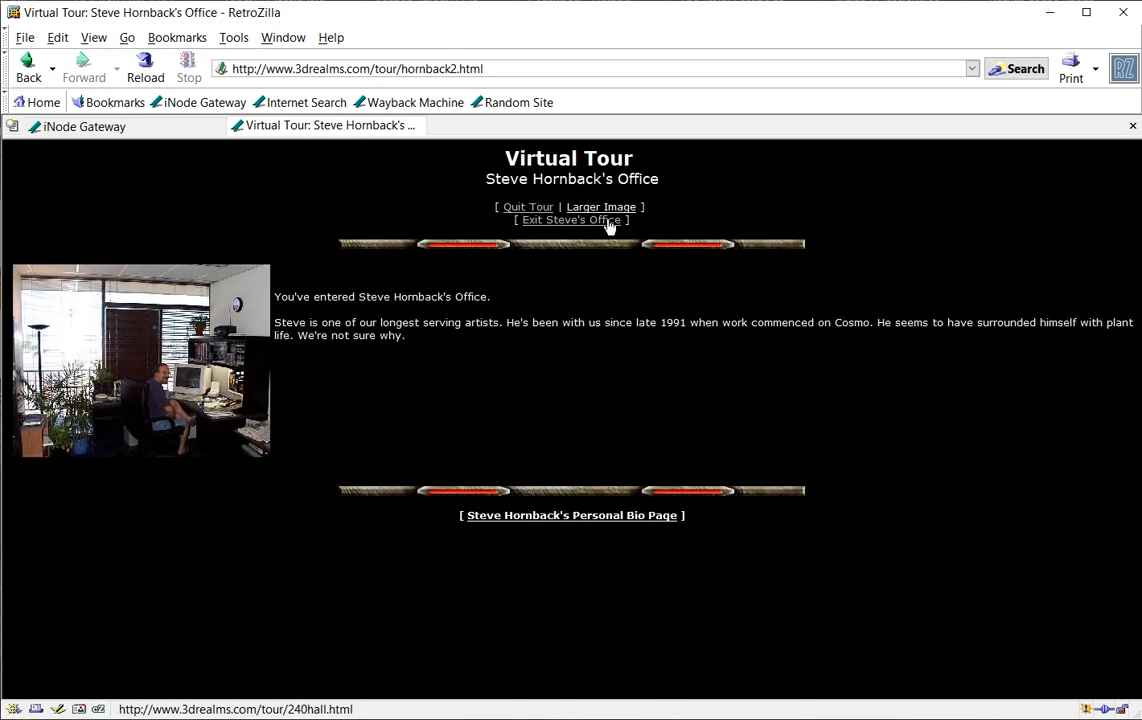 Virtual Tour: Steve Hornback's Office - RetroZilla
File Edit View Go Bookmarks Tools Window Help
Back Forward Reload Stop http://www.3drealms.com/tour/hornback2.html Search Print RZ
Home Bookmarks iNode Gateway Internet Search Wayback Machine Random Site
iNode Gateway Virtual Tour: Steve Hornback's ...
Virtual Tour
Steve Hornback's Office
[ Quit Tour | Larger Image ]
[ Exit Steve's Office ]
You've entered Steve Hornback's Office.
Steve is one of our longest serving artists. He's been with us since late 1991 when work commenced on Cosmo. He seems to have surrounded himself with plant
life. We're not sure why.
[ Steve Hornback's Personal Bio Page ]
http://www.3drealms.com/tour/240hall.html